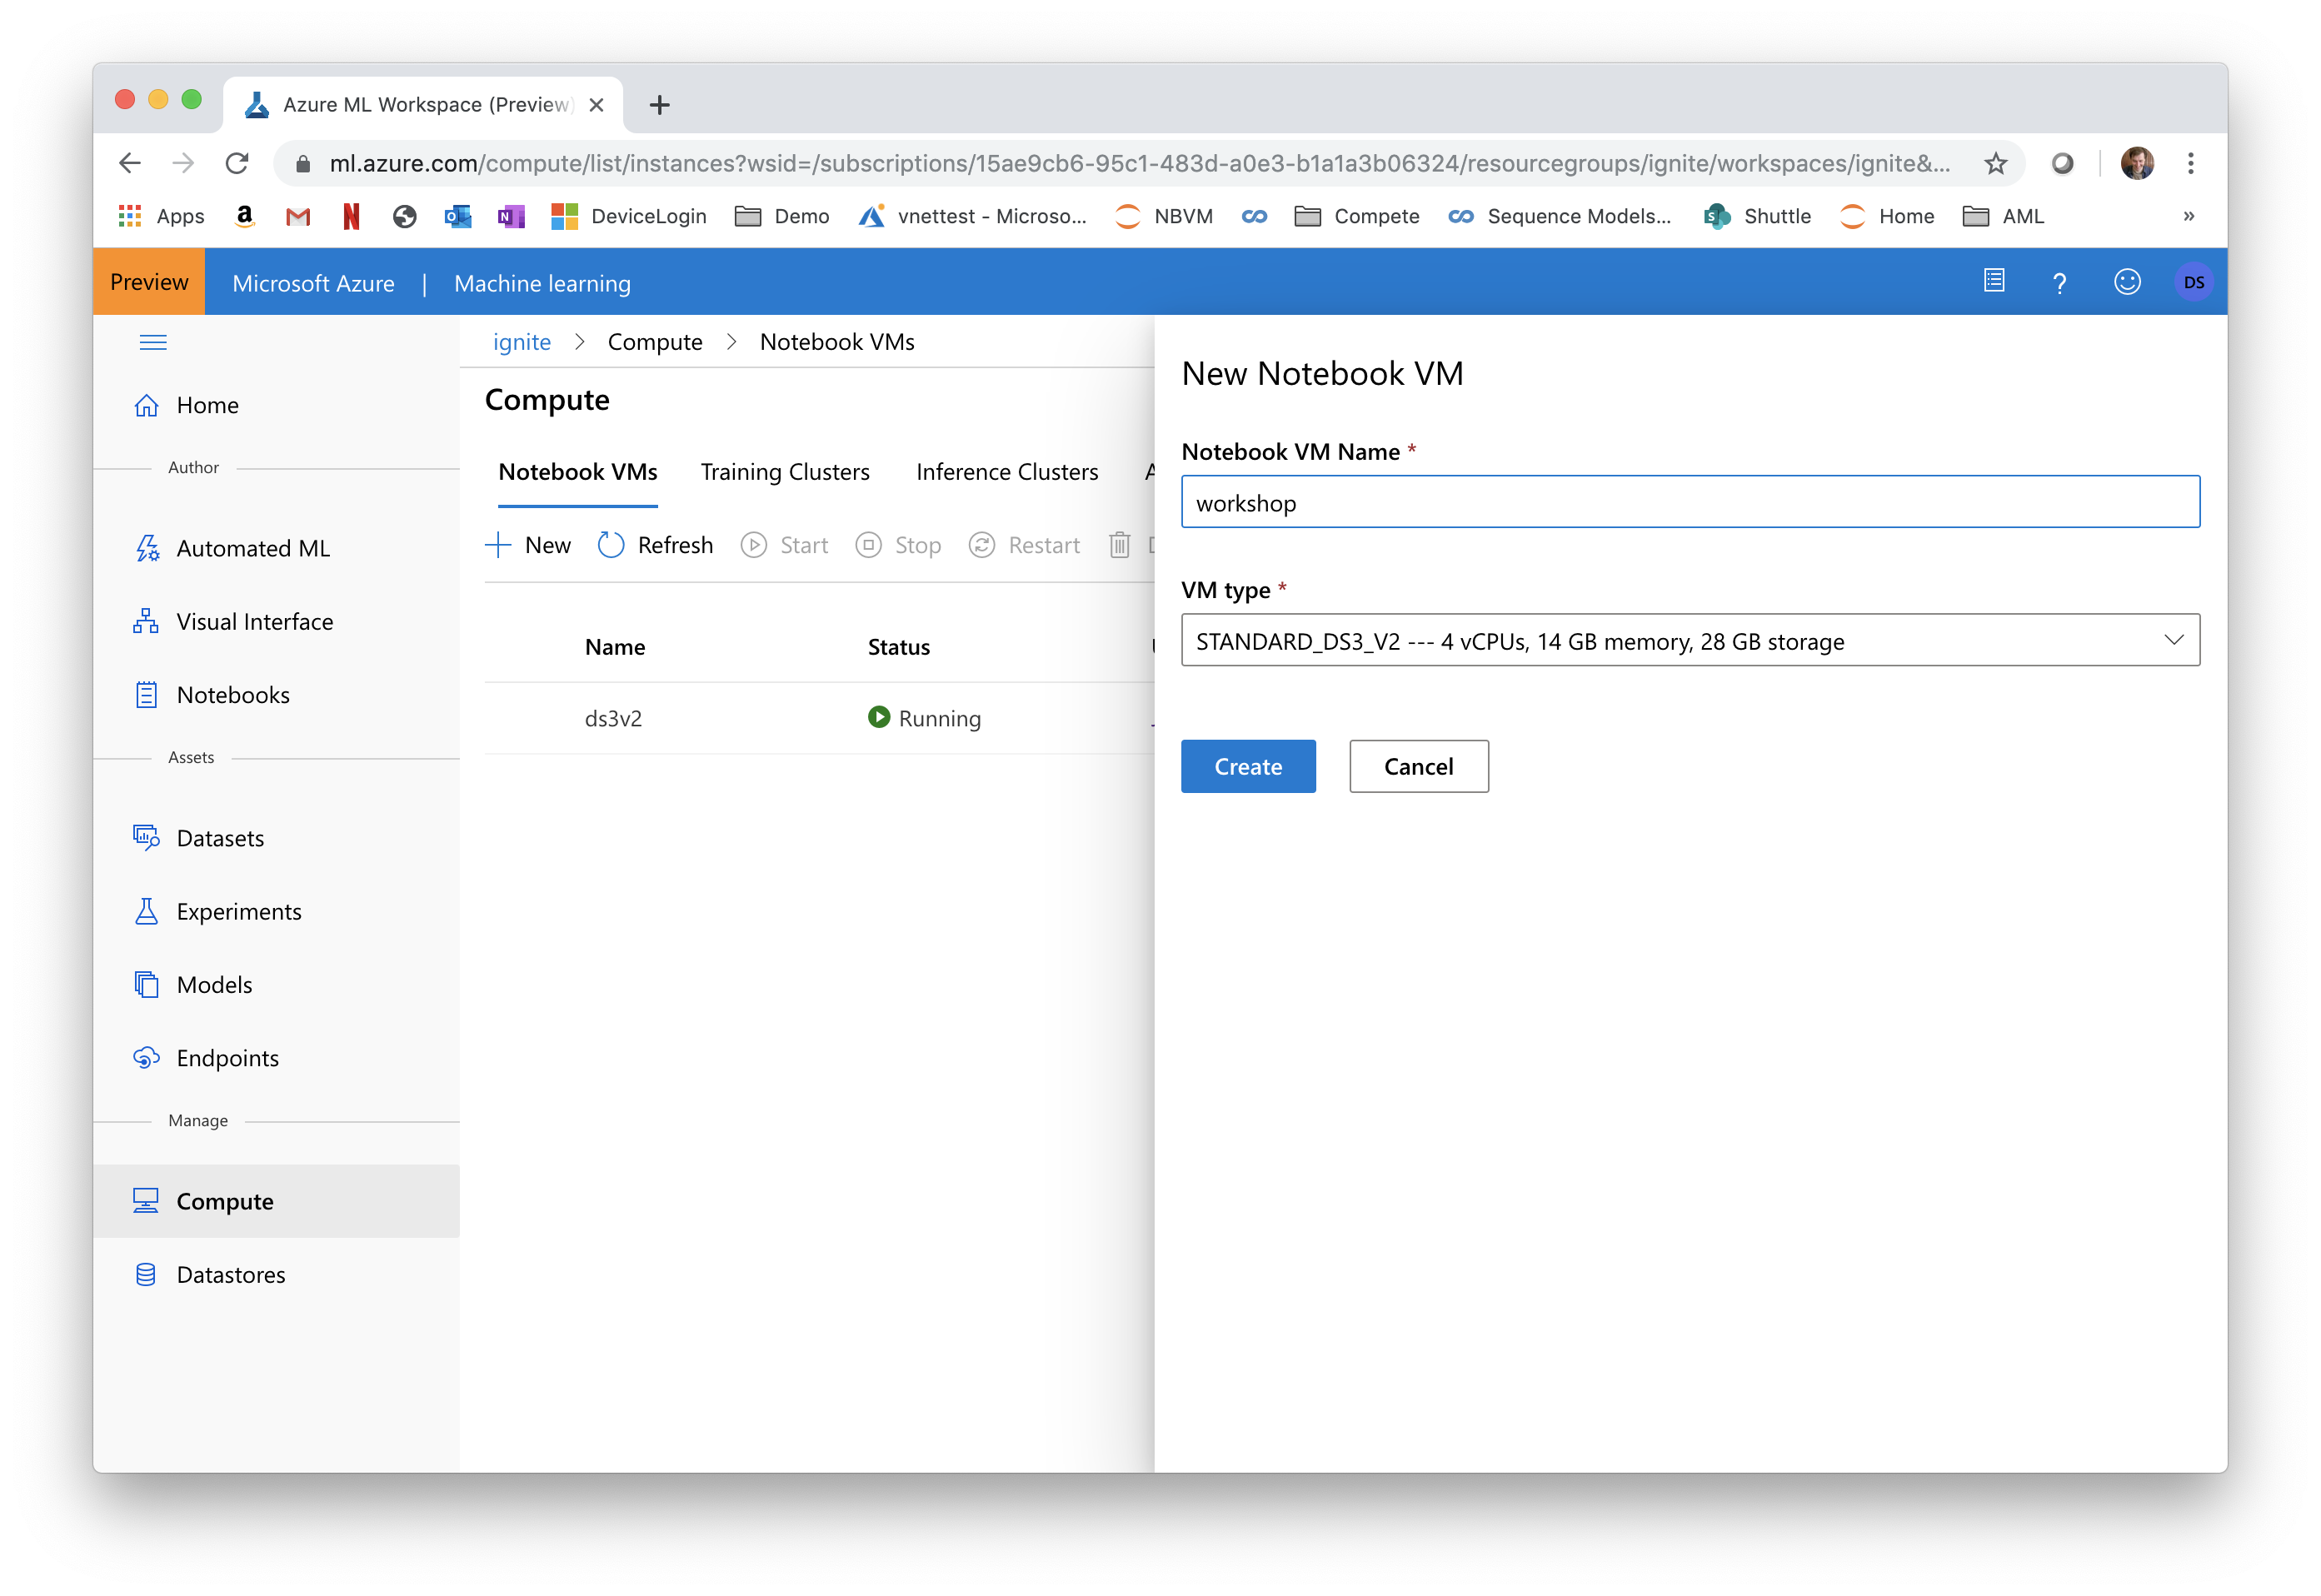 Azure ML Workspace (Preview)
ml.azure.com/compute/list/instances?wsid=/subscriptions/15ae9cb6-95c1-483d-a0e3-b1a1a3b06324/resourcegroups/ignite/workspaces/ignite&...
Apps DeviceLogin Demo vnettest - Microso... NBVM Compete Sequence Models... Shuttle Home AML »
Preview Microsoft Azure | Machine learning ? DS
ignite > Compute > Notebook VMs
Home
Author
Automated ML
Visual Interface
Notebooks
Assets
Datasets
Experiments
Models
Endpoints
Manage
Compute
Datastores
Compute
Notebook VMs Training Clusters Inference Clusters
New Refresh Start Stop Restart
Name Status
ds3v2 Running
New Notebook VM
Notebook VM Name *
workshop
VM type *
STANDARD_DS3_V2 --- 4 vCPUs, 14 GB memory, 28 GB storage
Create Cancel